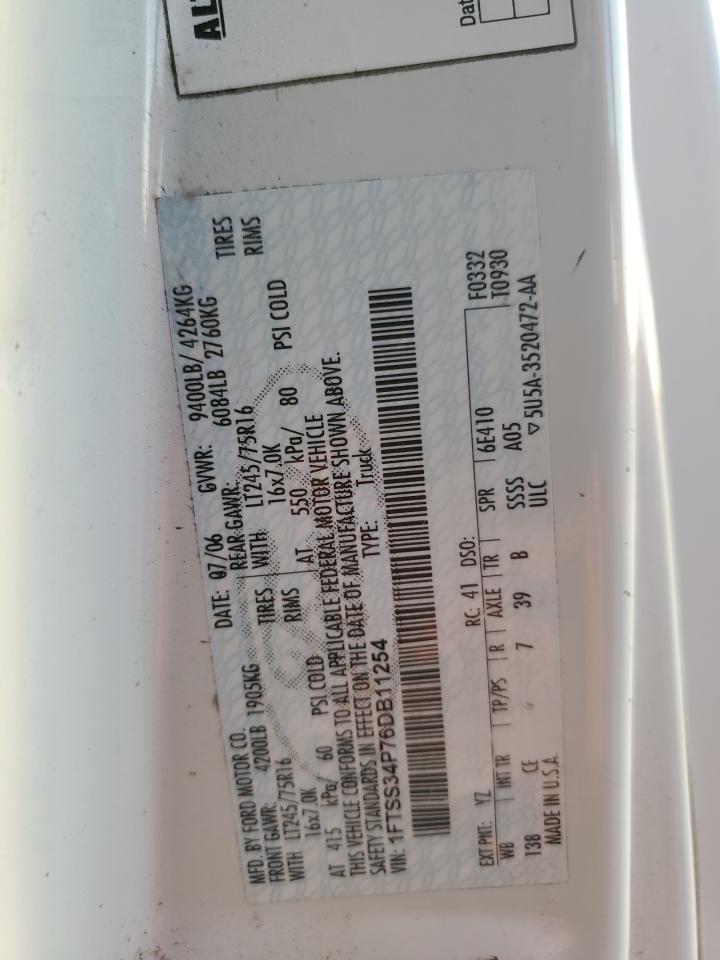 MFD. BY FORD MOTOR CO. DATE: 07/06 GVWR: 9400LB/ 4264KG
FRONT GAWR: 4200LB 1905KG REAR GAWR: 6084LB 2760KG
WITH LT245/75R16 TIRES WITH LT245/75R16 TIRES
16x7.0K RIMS 16x7.0K RIMS
AT 415 kPa/ 60 PSI COLD AT 550 kPa/ 80 PSI COLD
THIS VEHICLE CONFORMS TO ALL APPLICABLE FEDERAL MOTOR VEHICLE
SAFETY STANDARDS IN EFFECT ON THE DATE OF MANUFACTURE SHOWN ABOVE.
VIN: 1FTSS34P76DB11254 TYPE: Truck
EXT PNT: YZ RC: 41 DSO: F0332
WB INT TR TP/PS R AXLE TR SPR 6E410 T0930
138 CE 7 39 B SSSS A05
MADE IN U.S.A. ULC ▽5U5A-3520472-AA
Dat